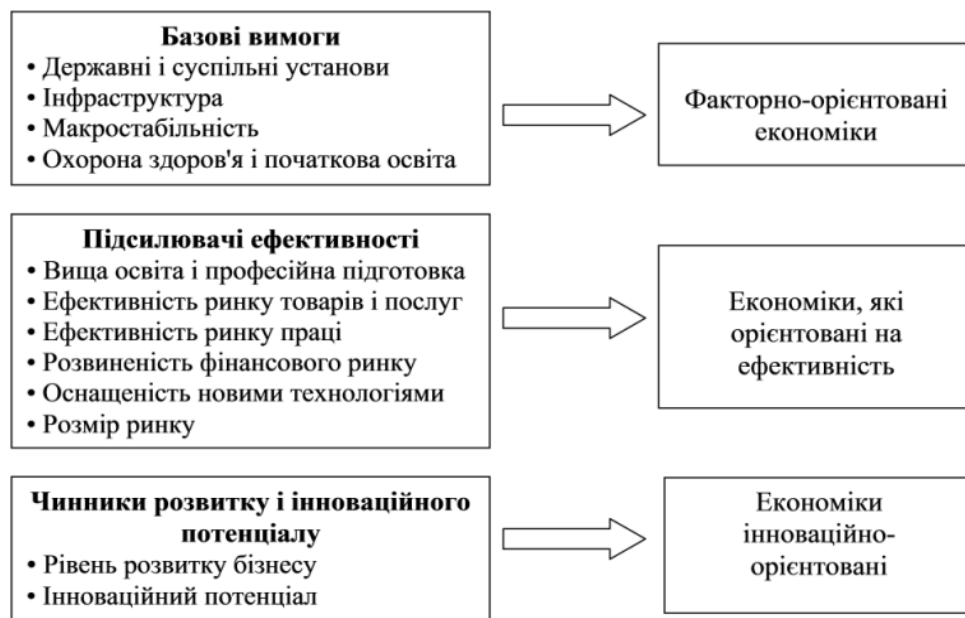 Базові вимоги
• Державні і суспільні установи
• Інфраструктура
• Макростабільність
• Охорона здоров'я і початкова освіта
Факторно-орієнтовані
економіки
Підсилювачі ефективності
• Вища освіта і професійна підготовка
• Ефективність ринку товарів і послуг
• Ефективність ринку праці
• Розвиненість фінансового ринку
• Оснащеність новими технологіями
• Розмір ринку
Економіки, які
орієнтовані на
ефективність
Чинники розвитку і інноваційного
потенціалу
• Рівень розвитку бізнесу
• Інноваційний потенціал
Економіки
інноваційно-
орієнтовані